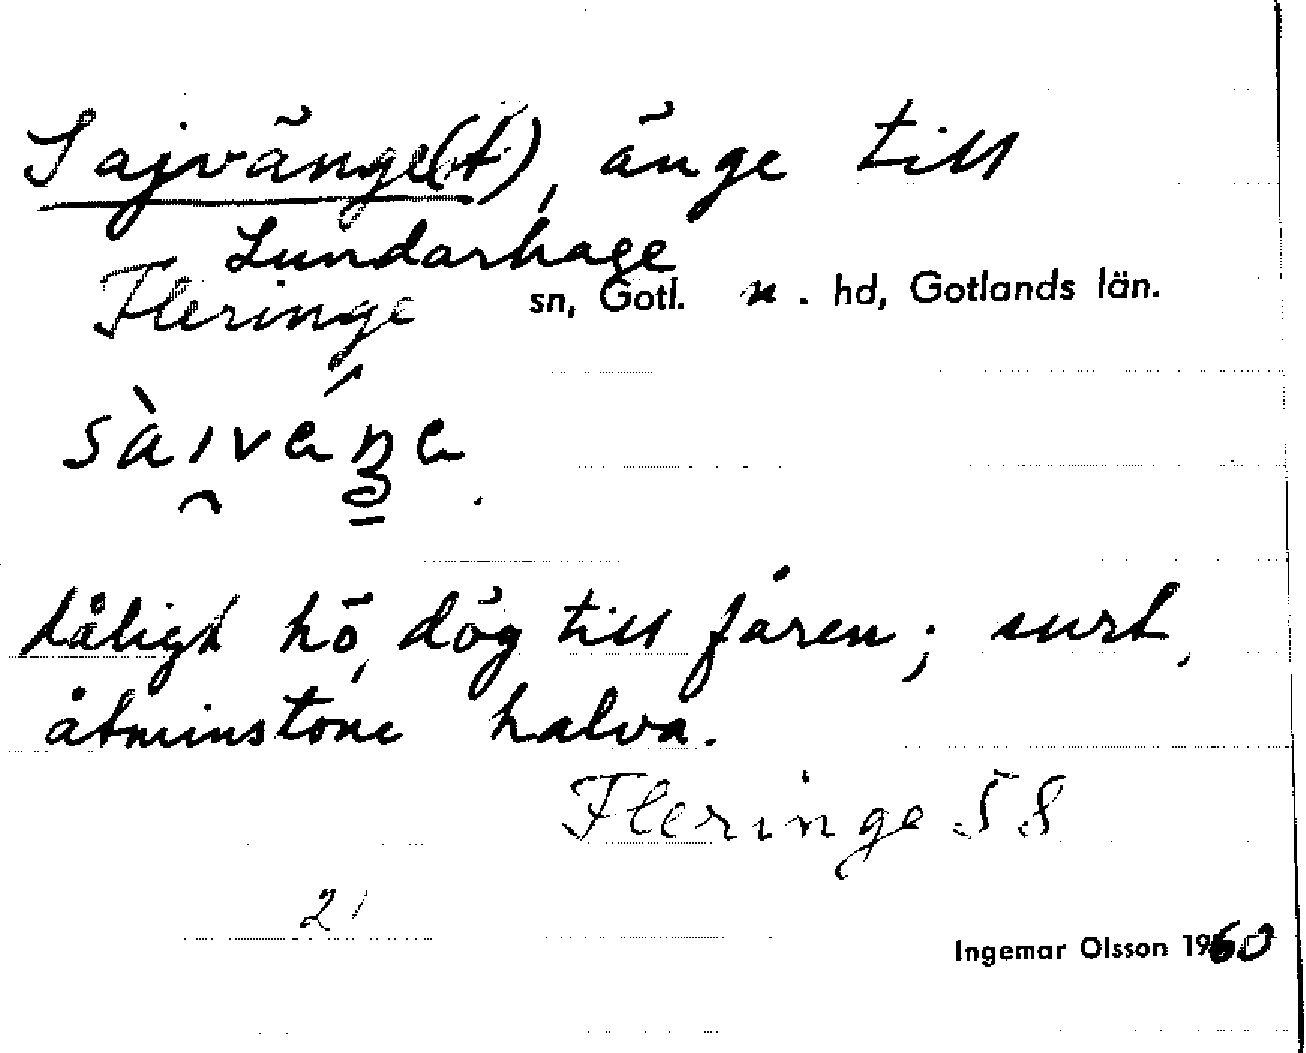 Sajvänge(t), änge till
Lundarhage
Fleringe sn, Gotl. n. hd, Gotlands län.
dåligt hö, dög till fåren; surt,
åtminstone halva.
Fleringe 58
21
Ingemar Olsson 1960